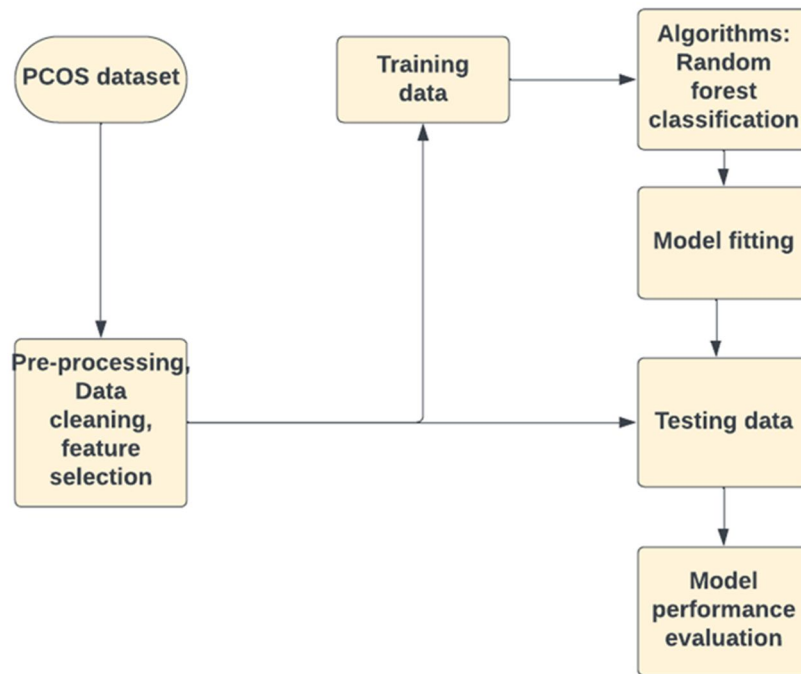 PCOS dataset
Pre-processing,
Data
cleaning,
feature
selection
Training
data
Algorithms:
Random
forest
classification
Model fitting
Testing data
Model
performance
evaluation